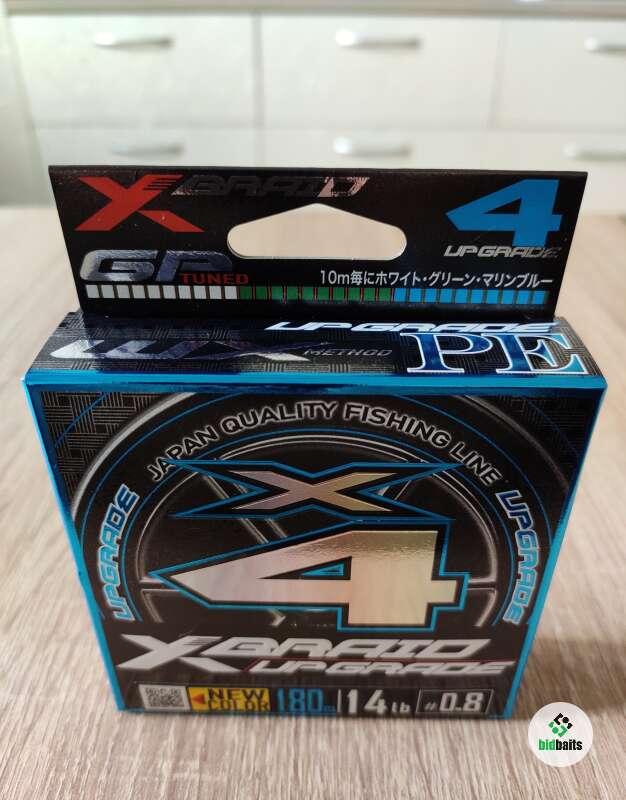 XBRAID
4
UPGRADE
GP
TUNED
10m毎にホワイト・グリーン・マリンブルー
UPGRADE
WX
METHOD
PE
JAPAN QUALITY FISHING LINE
UPGRADE
X
UPGRADE
4
XBRAID
UPGRADE
NEW
COLOR
180m
14lb
#0.8
bidbaits